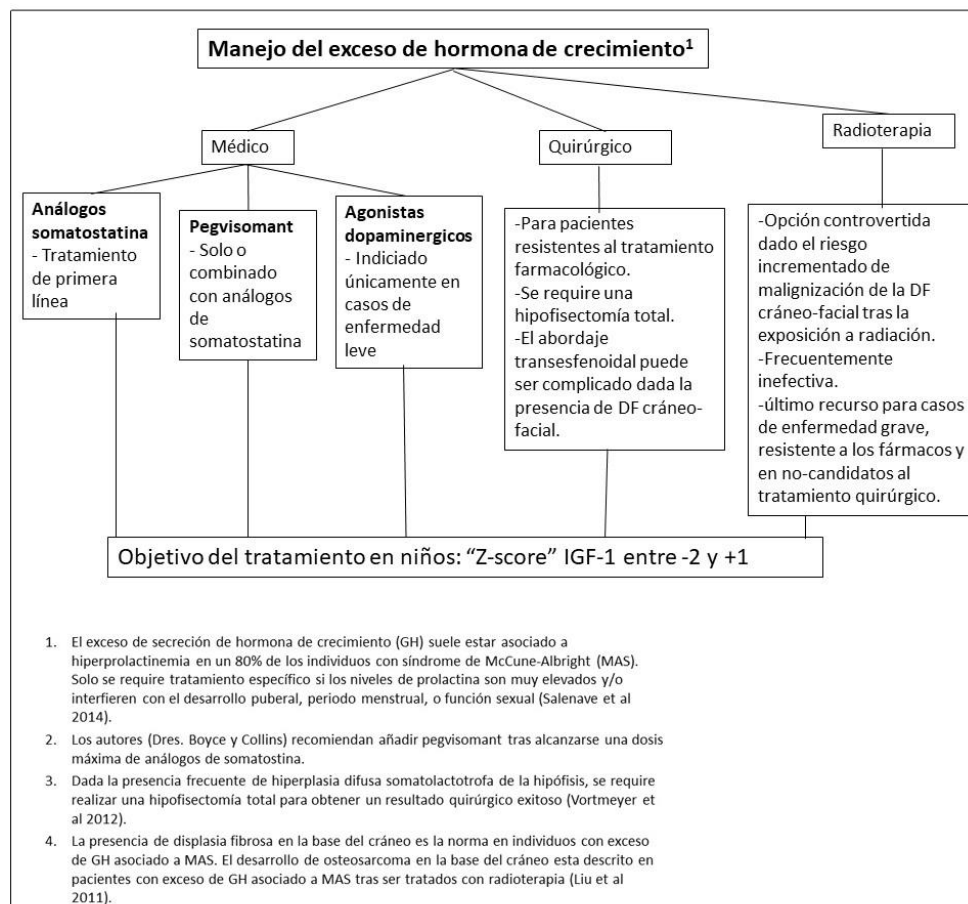 Manejo del exceso de hormona de crecimiento1
Médico
Quirúrgico
Radioterapia
Análogos
somatostatina
- Tratamiento
de primera
línea
Pegvisomant
- Solo o
combinado
con análogos
de
somatostatina
Agonistas
dopaminergicos
- Indiciado
únicamente en
casos de
enfermedad
leve
-Para pacientes
resistentes al tratamiento
farmacológico.
-Se require una
hipofisectomía total.
-El abordaje
transesfenoidal puede
ser complicado dada la
presencia de DF cráneo-
facial.
-Opción controvertida
dado el riesgo
incrementado de
malignización de la DF
cráneo-facial tras la
exposición a radiación.
-Frecuentemente
inefectiva.
-último recurso para casos
de enfermedad grave,
resistente a los fármacos y
en no-candidatos al
tratamiento quirúrgico.
Objetivo del tratamiento en niños: “Z-score” IGF-1 entre -2 y +1
1. El exceso de secreción de hormona de crecimiento (GH) suele estar asociado a
hiperprolactinemia en un 80% de los individuos con síndrome de McCune-Albright (MAS).
Solo se require tratamiento específico si los niveles de prolactina son muy elevados y/o
interfieren con el desarrollo puberal, periodo menstrual, o función sexual (Salenave et al
2014).
2. Los autores (Dres. Boyce y Collins) recomiendan añadir pegvisomant tras alcanzarse una dosis
máxima de análogos de somatostina.
3. Dada la presencia frecuente de hiperplasia difusa somatolactotrofa de la hipófisis, se require
realizar una hipofisectomía total para obtener un resultado quirúrgico exitoso (Vortmeyer et
al 2012).
4. La presencia de displasia fibrosa en la base del cráneo es la norma en individuos con exceso
de GH asociado a MAS. El desarrollo de osteosarcoma en la base del cráneo esta descrito en
pacientes con exceso de GH asociado a MAS tras ser tratados con radioterapia (Liu et al
2011).